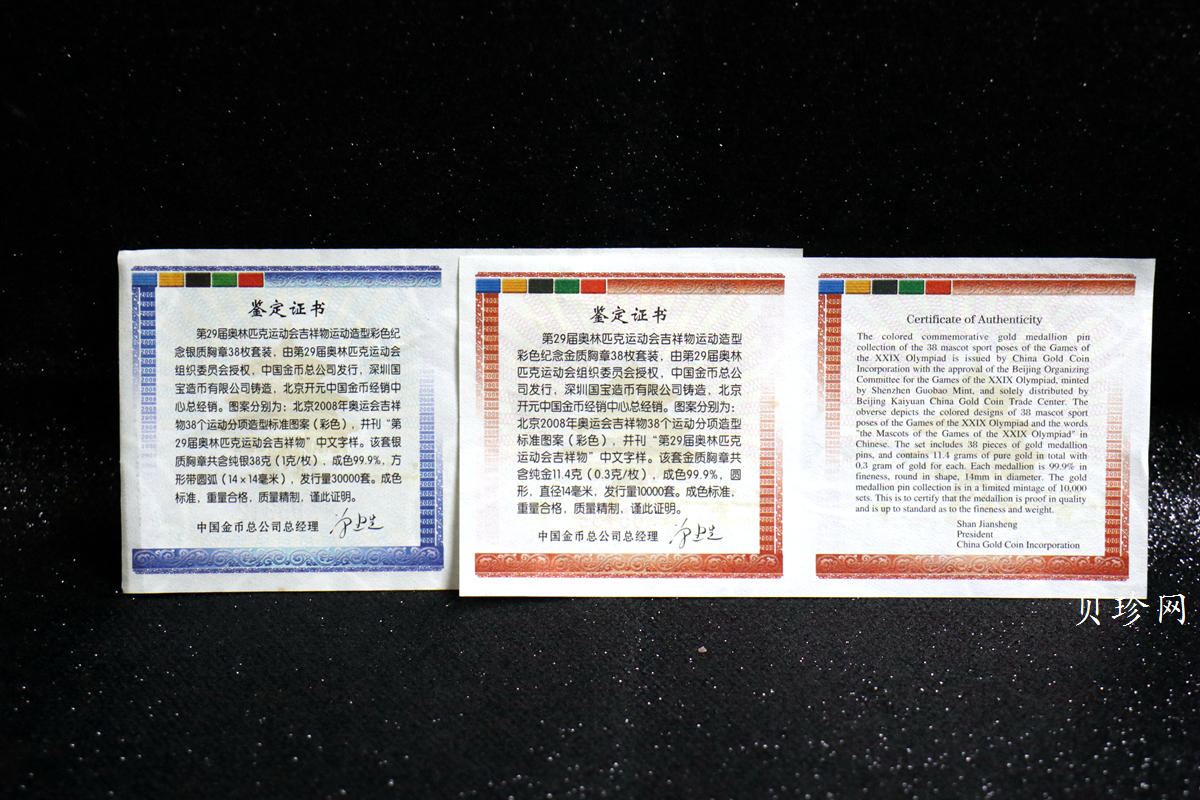 鉴定证书
第29届奥林匹克运动会吉祥物运动造型彩色纪
念银质胸章38枚套装，由第29届奥林匹克运动会
组织委员会授权，中国金币总公司发行，深圳国
宝造币有限公司铸造，北京开元中国金币经销中
心总经销。图案分别为：北京2008年奥运会吉祥
物38个运动分项造型标准图案（彩色），并刊“第
29届奥林匹克运动会吉祥物”中文字样。该套银
质胸章共含纯银38克（1克/枚），成色99.9%，方
形带圆弧（14×14毫米），发行量30000套。成色
标准，重量合格，质量精制，谨此证明。
中国金币总公司总经理
鉴定证书
第29届奥林匹克运动会吉祥物运动造型
彩色纪念金质胸章38枚套装，由第29届奥林
匹克运动会组织委员会授权，中国金币总公
司发行，深圳国宝造币有限公司铸造，北京
开元中国金币经销中心总经销。图案分别为：
北京2008年奥运会吉祥物38个运动分项造型
标准图案（彩色），并刊“第29届奥林匹克
运动会吉祥物”中文字样。该套金质胸章共
含纯金11.4克（0.3克/枚），成色99.9%，圆
形，直径14毫米，发行量10000套。成色标准，
重量合格，质量精制，谨此证明。
中国金币总公司总经理
Certificate of Authenticity
The colored commemorative gold medallion pin
collection of the 38 mascot sport poses of the Games of
the XXIX Olympiad is issued by China Gold Coin
Incorporation with the approval of the Beijing Organizing
Committee for the Games of the XXIX Olympiad, minted
by Shenzhen Guobao Mint, and solely distributed by
Beijing Kaiyuan China Gold Coin Trade Center. The
obverse depicts the colored designs of 38 mascot sport
poses of the Games of the XXIX Olympiad and the words
"the Mascots of the Games of the XXIX Olympiad" in
Chinese. The set includes 38 pieces of gold medallion
pins, and contains 11.4 grams of pure gold in total with
0.3 gram of gold for each. Each medallion is 99.9% in
fineness, round in shape, 14mm in diameter. The gold
medallion pin collection is in a limited mintage of 10,000
sets. This is to certify that the medallion is proof in quality
and is up to standard as to the fineness and weight.
Shan Jiansheng
President
China Gold Coin Incorporation
贝珍网